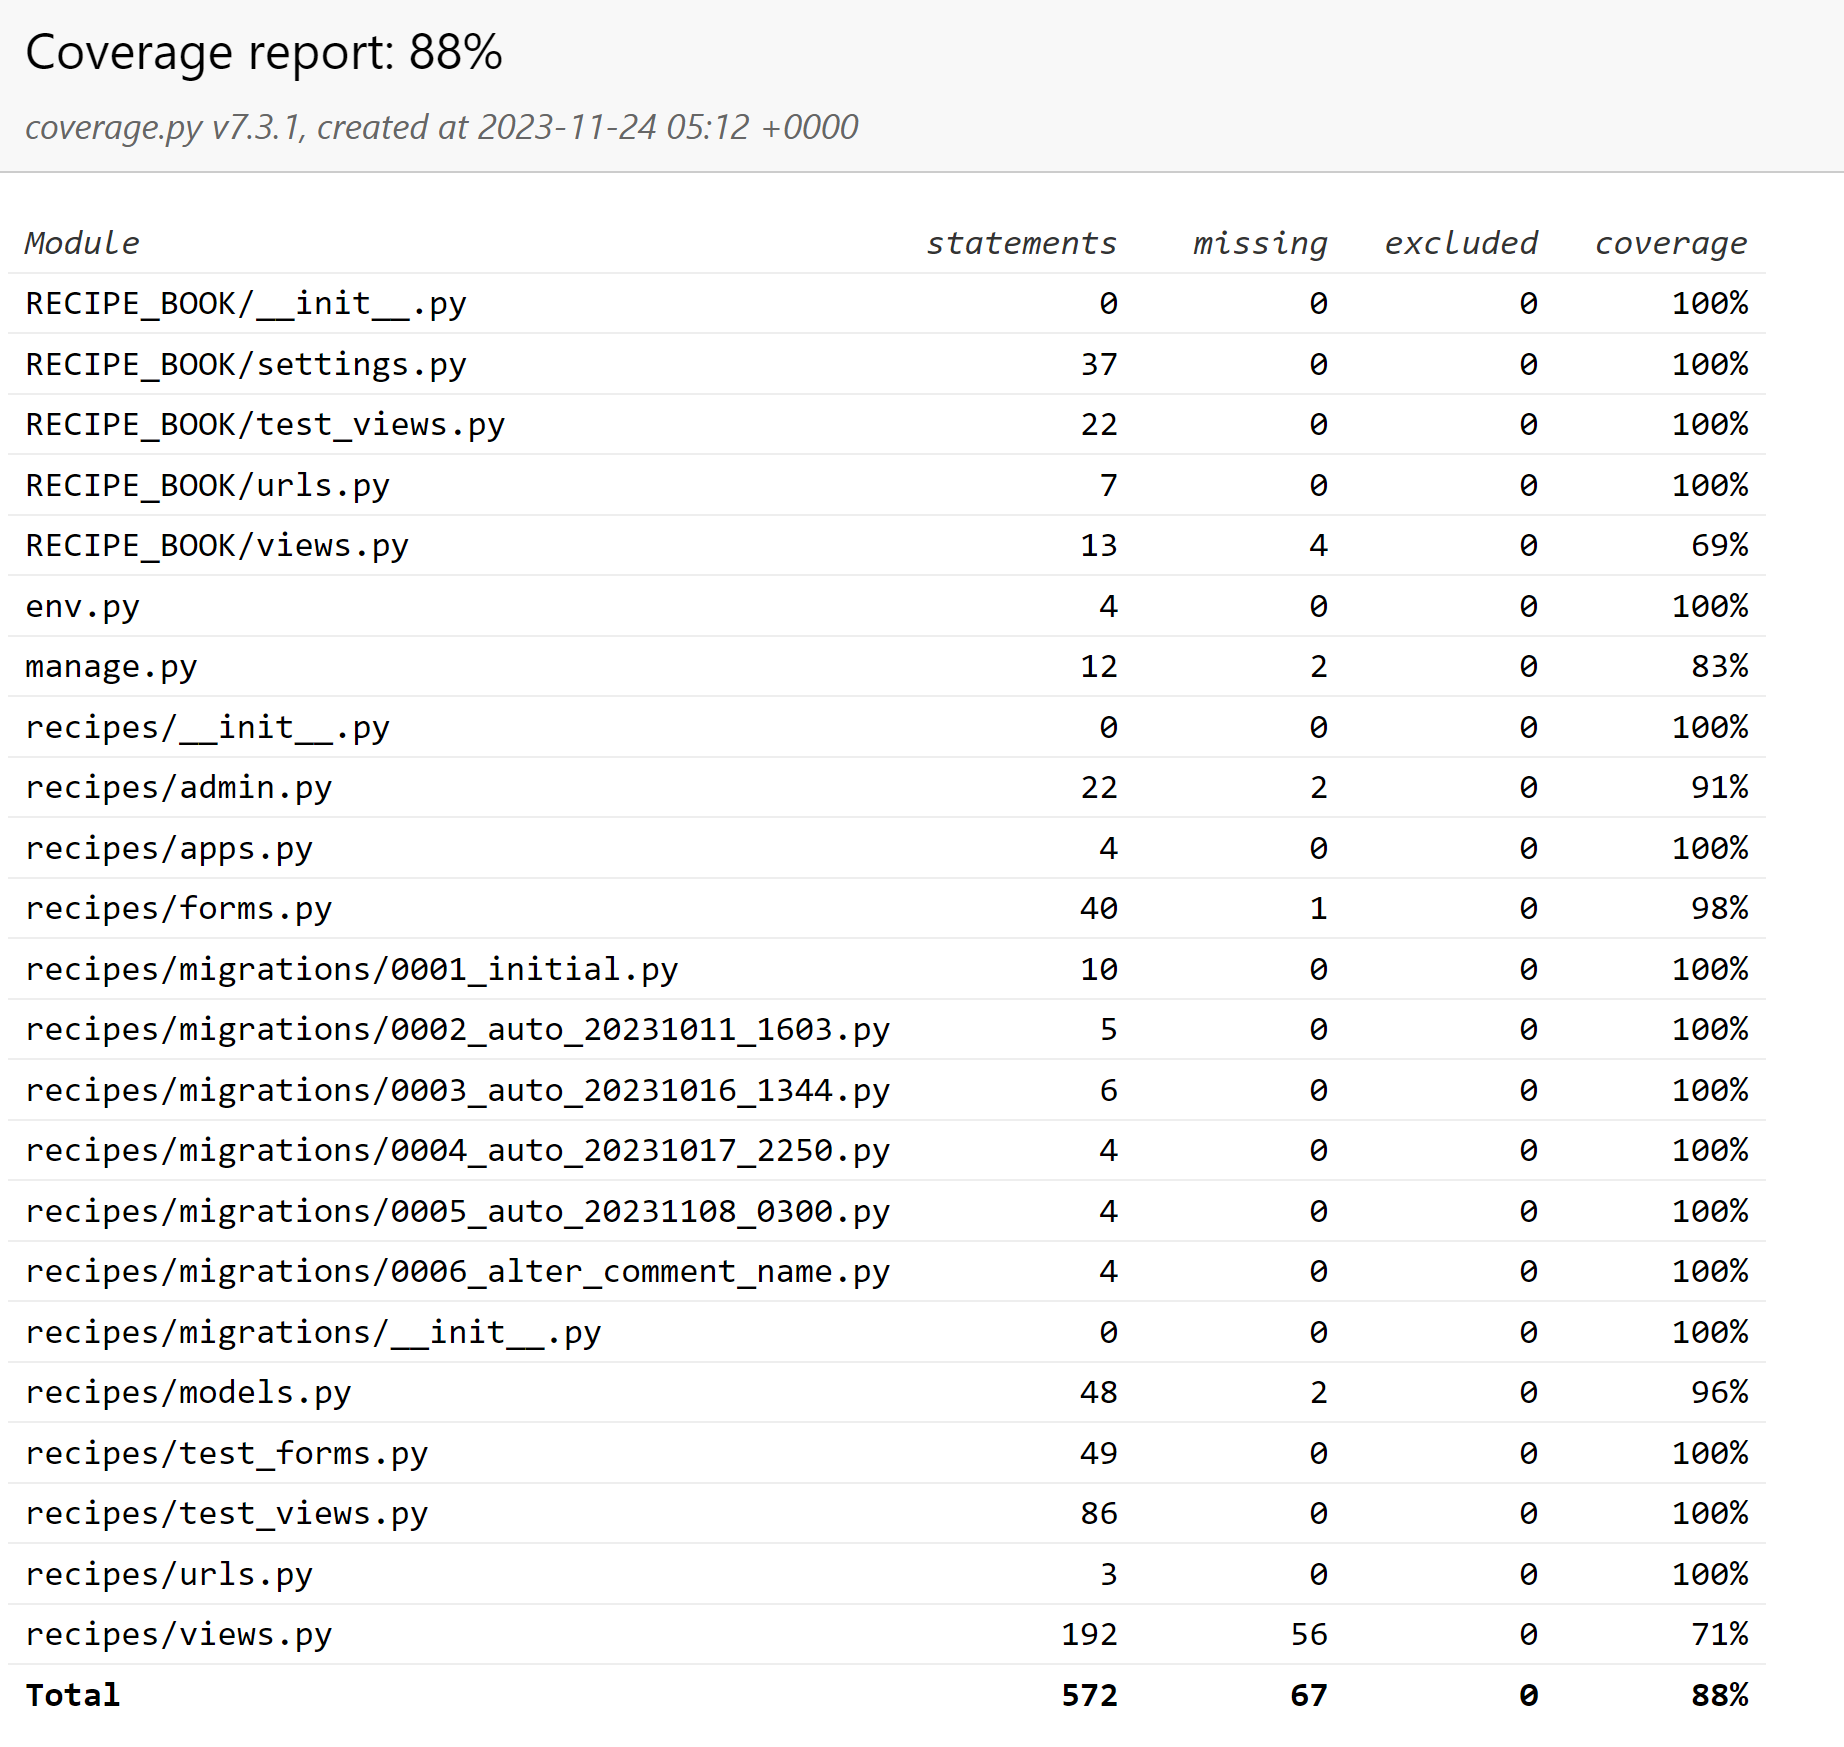 Coverage report: 88%
coverage.py v7.3.1, created at 2023-11-24 05:12 +0000
Module statements missing excluded coverage
RECIPE_BOOK/__init__.py 0 0 0 100%
RECIPE_BOOK/settings.py 37 0 0 100%
RECIPE_BOOK/test_views.py 22 0 0 100%
RECIPE_BOOK/urls.py 7 0 0 100%
RECIPE_BOOK/views.py 13 4 0 69%
env.py 4 0 0 100%
manage.py 12 2 0 83%
recipes/__init__.py 0 0 0 100%
recipes/admin.py 22 2 0 91%
recipes/apps.py 4 0 0 100%
recipes/forms.py 40 1 0 98%
recipes/migrations/0001_initial.py 10 0 0 100%
recipes/migrations/0002_auto_20231011_1603.py 5 0 0 100%
recipes/migrations/0003_auto_20231016_1344.py 6 0 0 100%
recipes/migrations/0004_auto_20231017_2250.py 4 0 0 100%
recipes/migrations/0005_auto_20231108_0300.py 4 0 0 100%
recipes/migrations/0006_alter_comment_name.py 4 0 0 100%
recipes/migrations/__init__.py 0 0 0 100%
recipes/models.py 48 2 0 96%
recipes/test_forms.py 49 0 0 100%
recipes/test_views.py 86 0 0 100%
recipes/urls.py 3 0 0 100%
recipes/views.py 192 56 0 71%
Total 572 67 0 88%